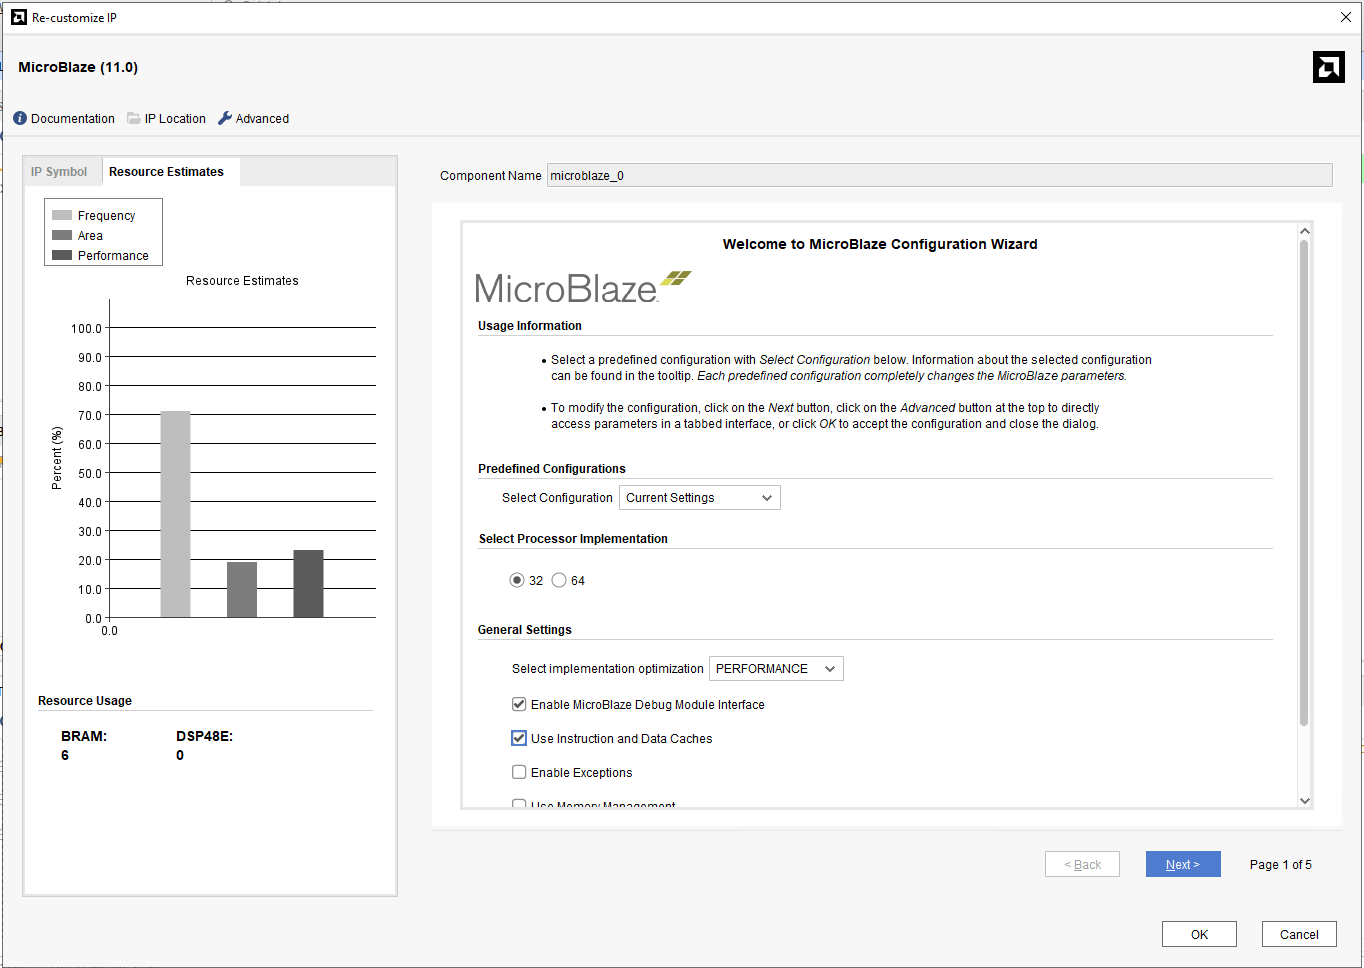 Re-customize IP
MicroBlaze (11.0)
Documentation
IP Location
Advanced
IP Symbol
Resource Estimates
Frequency
Area
Performance
Resource Estimates
Percent (%)
100.0
90.0
80.0
70.0
60.0
50.0
40.0
30.0
20.0
10.0
0.0
0.0
Resource Usage
BRAM: DSP48E:
6 0
Component Name microblaze_0
Welcome to MicroBlaze Configuration Wizard
MicroBlaze
Usage Information
• Select a predefined configuration with Select Configuration below. Information about the selected configuration
can be found in the tooltip. Each predefined configuration completely changes the MicroBlaze parameters.
• To modify the configuration, click on the Next button, click on the Advanced button at the top to directly
access parameters in a tabbed interface, or click OK to accept the configuration and close the dialog.
Predefined Configurations
Select Configuration Current Settings
Select Processor Implementation
32 64
General Settings
Select implementation optimization PERFORMANCE
Enable MicroBlaze Debug Module Interface
Use Instruction and Data Caches
Enable Exceptions
Use Memory Management
< Back
Next >
Page 1 of 5
OK
Cancel